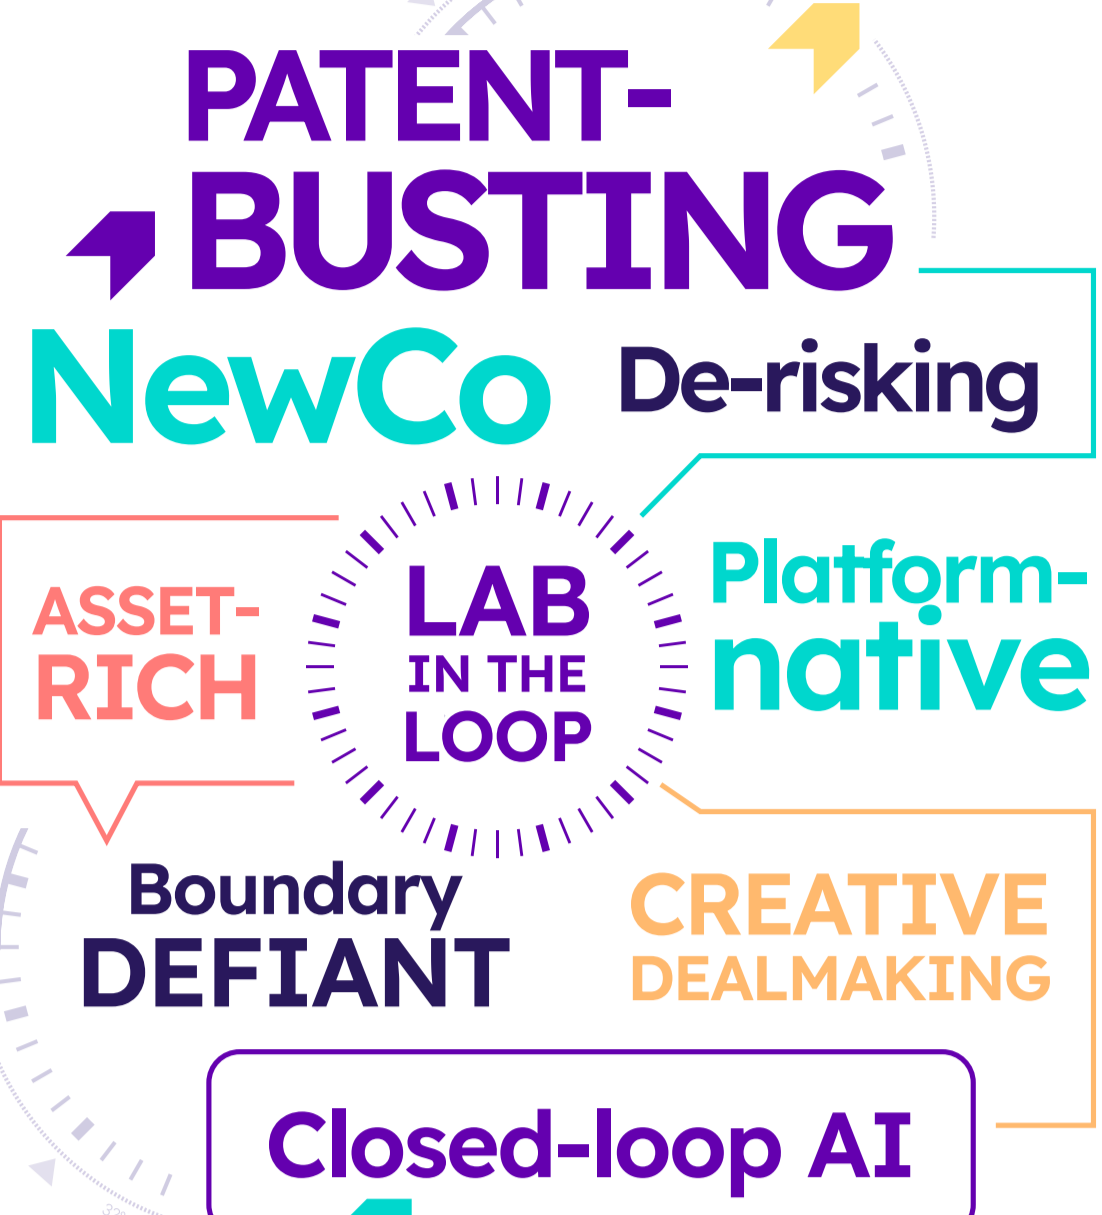 PATENT-
BUSTING
NewCo
De-risking
ASSET-
RICH
LAB
IN THE
LOOP
Platform-
native
Boundary
DEFIANT
CREATIVE
DEALMAKING
Closed-loop AI